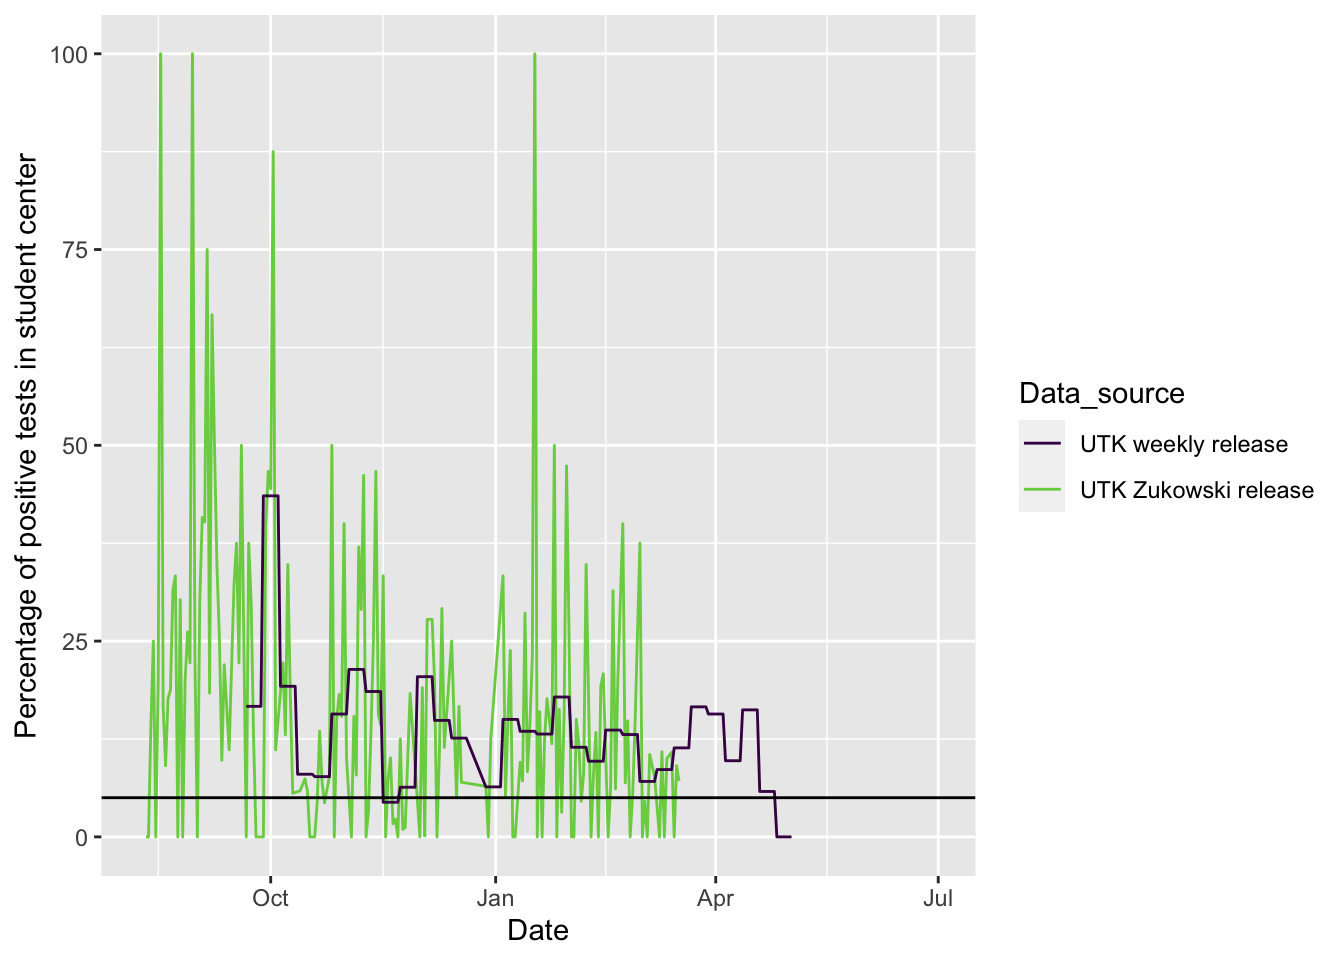 Percentage of positive tests in student center
100
75
50
25
0
Oct
Jan
Apr
Jul
Date
Data_source
UTK weekly release
UTK Zukowski release